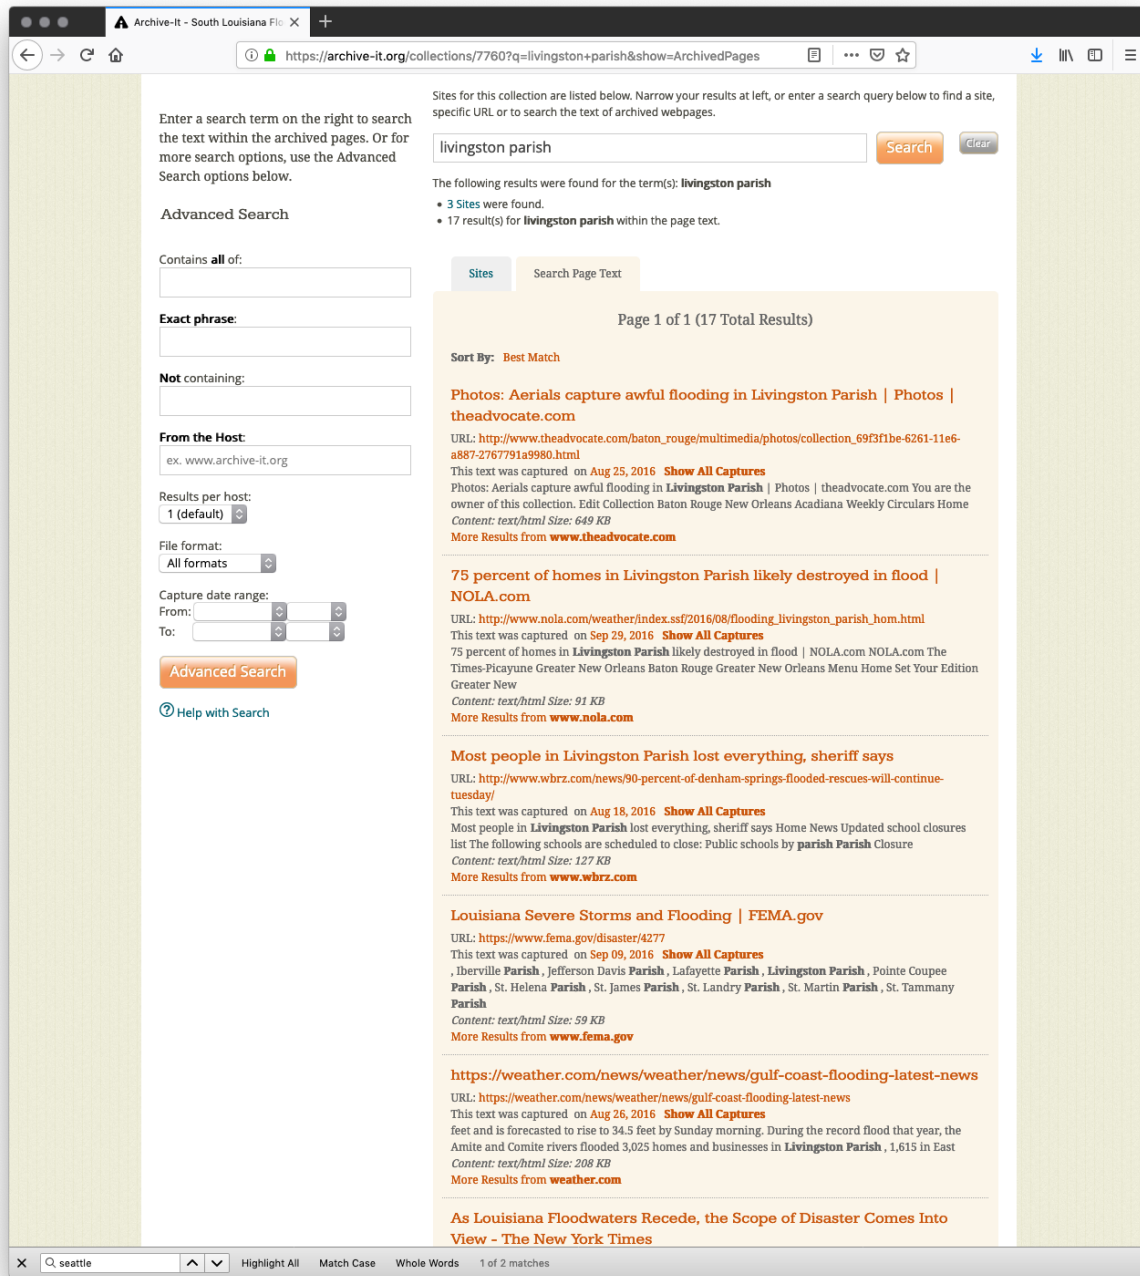 Archive-It - South Louisiana Flo
https://archive-it.org/collections/7760?q=livingston+parish&show=ArchivedPages
Enter a search term on the right to search
the text within the archived pages. Or for
more search options, use the Advanced
Search options below.
Advanced Search
Contains all of:
Exact phrase:
Not containing:
From the Host:
ex. www.archive-it.org
Results per host:
1 (default)
File format:
All formats
Capture date range:
From:
To:
Advanced Search
Help with Search
Sites for this collection are listed below. Narrow your results at left, or enter a search query below to find a site,
specific URL or to search the text of archived webpages.
livingston parish
Search
Clear
The following results were found for the term(s): livingston parish
• 3 Sites were found.
• 17 result(s) for livingston parish within the page text.
Sites
Search Page Text
Page 1 of 1 (17 Total Results)
Sort By: Best Match
Photos: Aerials capture awful flooding in Livingston Parish | Photos |
theadvocate.com
URL: http://www.theadvocate.com/baton_rouge/multimedia/photos/collection_69f3f1be-6261-11e6-
a887-2767791a9980.html
This text was captured on Aug 25, 2016 Show All Captures
Photos: Aerials capture awful flooding in Livingston Parish | Photos | theadvocate.com You are the
owner of this collection. Edit Collection Baton Rouge New Orleans Acadiana Weekly Circulars Home
Content: text/html Size: 649 KB
More Results from www.theadvocate.com
75 percent of homes in Livingston Parish likely destroyed in flood |
NOLA.com
URL: http://www.nola.com/weather/index.ssf/2016/08/flooding_livingston_parish_hom.html
This text was captured on Sep 29, 2016 Show All Captures
75 percent of homes in Livingston Parish likely destroyed in flood | NOLA.com NOLA.com The
Times-Picayune Greater New Orleans Baton Rouge Greater New Orleans Menu Home Set Your Edition
Greater New
Content: text/html Size: 91 KB
More Results from www.nola.com
Most people in Livingston Parish lost everything, sheriff says
URL: http://www.wbrz.com/news/90-percent-of-denham-springs-flooded-rescues-will-continue-
tuesday/
This text was captured on Aug 18, 2016 Show All Captures
Most people in Livingston Parish lost everything, sheriff says Home News Updated school closures
list The following schools are scheduled to close: Public schools by parish Parish Closure
Content: text/html Size: 127 KB
More Results from www.wbrz.com
Louisiana Severe Storms and Flooding | FEMA.gov
URL: https://www.fema.gov/disaster/4277
This text was captured on Sep 09, 2016 Show All Captures
, Iberville Parish , Jefferson Davis Parish , Lafayette Parish , Livingston Parish , Pointe Coupee
Parish , St. Helena Parish , St. James Parish , St. Landry Parish , St. Martin Parish , St. Tammany
Parish
Content: text/html Size: 59 KB
More Results from www.fema.gov
https://weather.com/news/weather/news/gulf-coast-flooding-latest-news
URL: https://weather.com/news/weather/news/gulf-coast-flooding-latest-news
This text was captured on Aug 26, 2016 Show All Captures
feet and is forecasted to rise to 34.5 feet by Sunday morning. During the record flood that year, the
Amite and Comite rivers flooded 3,025 homes and businesses in Livingston Parish , 1,615 in East
Content: text/html Size: 208 KB
More Results from weather.com
As Louisiana Floodwaters Recede, the Scope of Disaster Comes Into
View - The New York Times
seattle
Highlight All
Match Case
Whole Words
1 of 2 matches